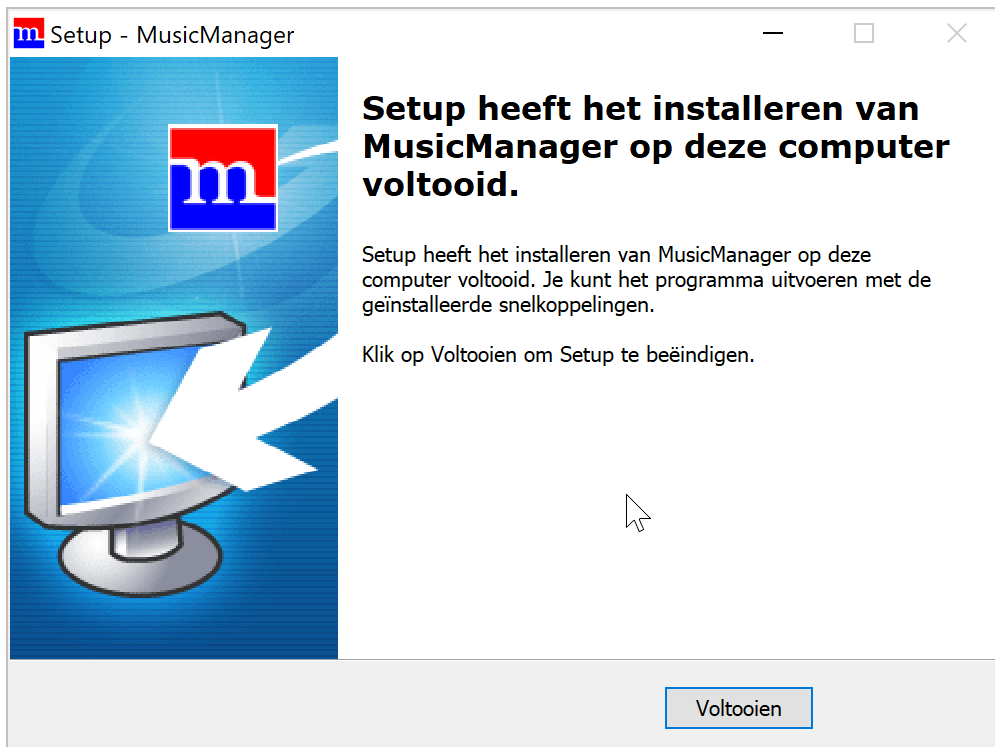 m Setup - MusicManager
m
Setup heeft het installeren van
MusicManager op deze computer
voltooid.
Setup heeft het installeren van MusicManager op deze
computer voltooid. Je kunt het programma uitvoeren met de
geïnstalleerde snelkoppelingen.
Klik op Voltooien om Setup te beëindigen.
Voltooien